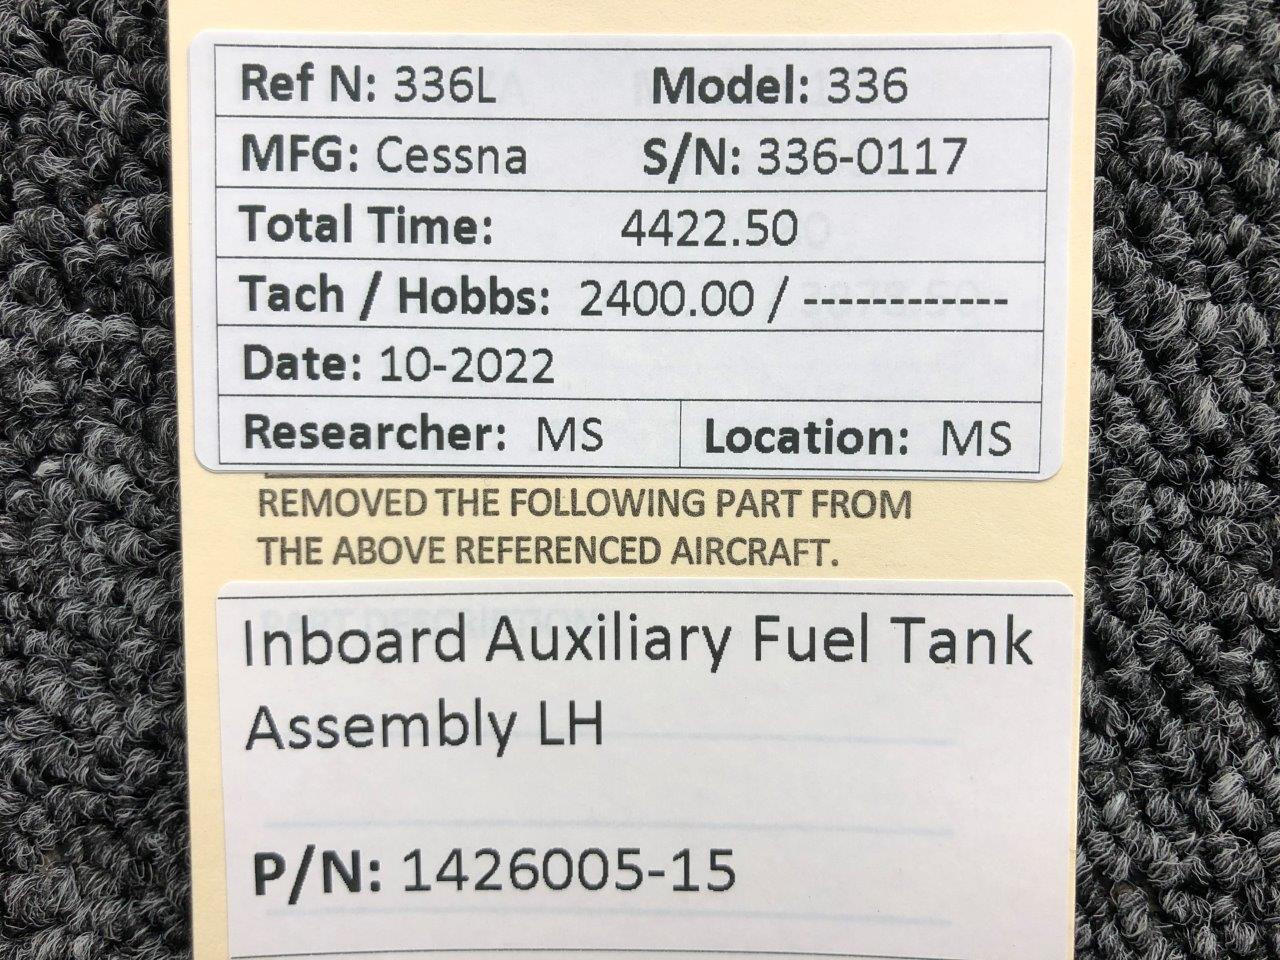 Ref N: 336L Model: 336
MFG: Cessna S/N: 336-0117
Total Time: 4422.50
Tach / Hobbs: 2400.00 / ------------
Date: 10-2022
Researcher: MS Location: MS
REMOVED THE FOLLOWING PART FROM
THE ABOVE REFERENCED AIRCRAFT.
Inboard Auxiliary Fuel Tank
Assembly LH
P/N: 1426005-15